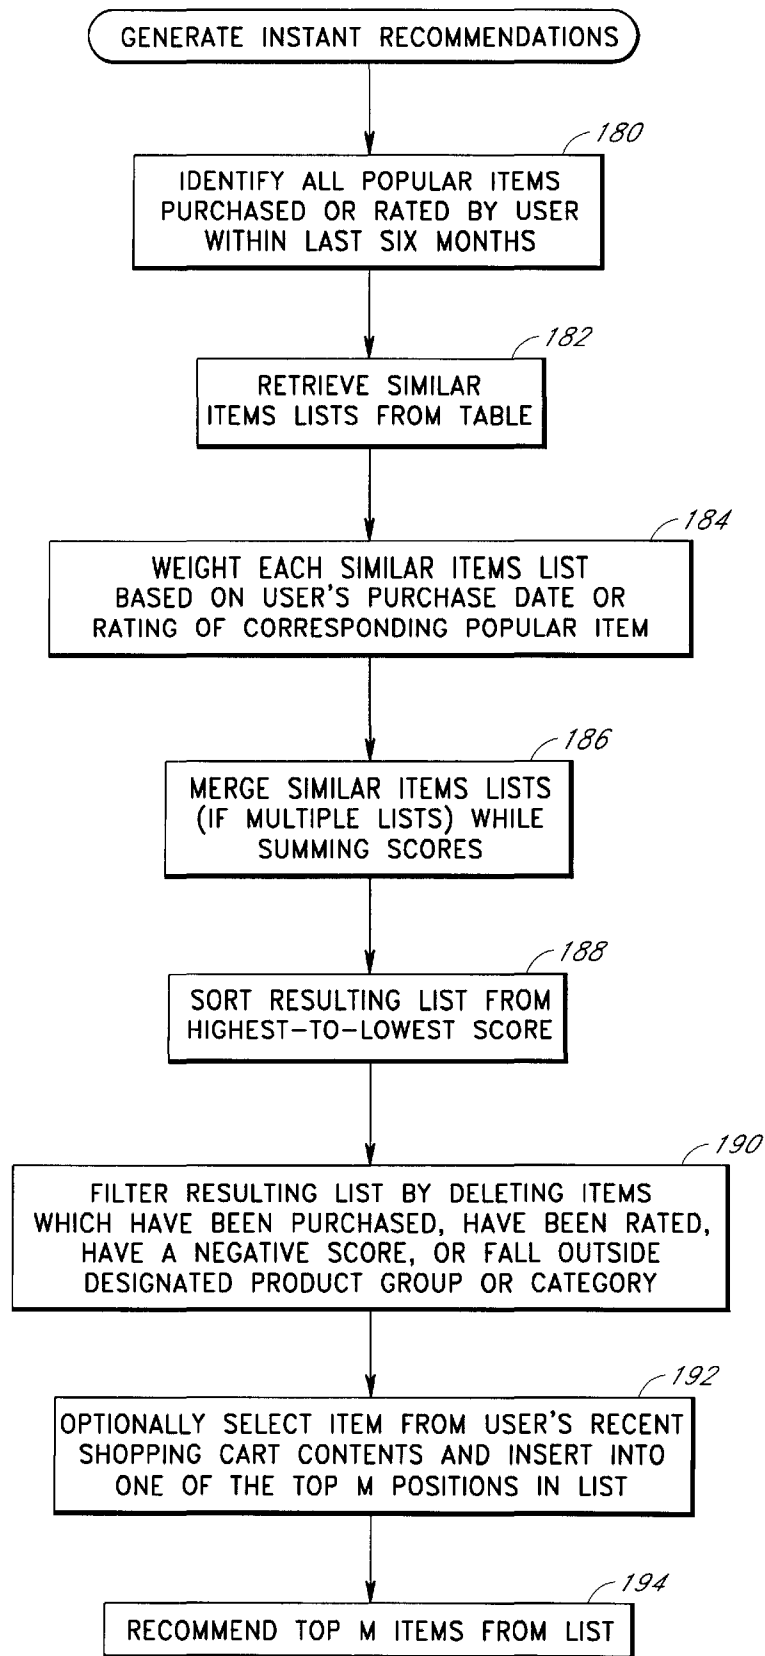 GENERATE INSTANT RECOMMENDATIONS
180
IDENTIFY ALL POPULAR ITEMS
PURCHASED OR RATED BY USER
WITHIN LAST SIX MONTHS
182
RETRIEVE SIMILAR
ITEMS LISTS FROM TABLE
184
WEIGHT EACH SIMILAR ITEMS LIST
BASED ON USER'S PURCHASE DATE OR
RATING OF CORRESPONDING POPULAR ITEM
186
MERGE SIMILAR ITEMS LISTS
(IF MULTIPLE LISTS) WHILE
SUMMING SCORES
188
SORT RESULTING LIST FROM
HIGHEST-TO-LOWEST SCORE
190
FILTER RESULTING LIST BY DELETING ITEMS
WHICH HAVE BEEN PURCHASED, HAVE BEEN RATED,
HAVE A NEGATIVE SCORE, OR FALL OUTSIDE
DESIGNATED PRODUCT GROUP OR CATEGORY
192
OPTIONALLY SELECT ITEM FROM USER'S RECENT
SHOPPING CART CONTENTS AND INSERT INTO
ONE OF THE TOP M POSITIONS IN LIST
194
RECOMMEND TOP M ITEMS FROM LIST